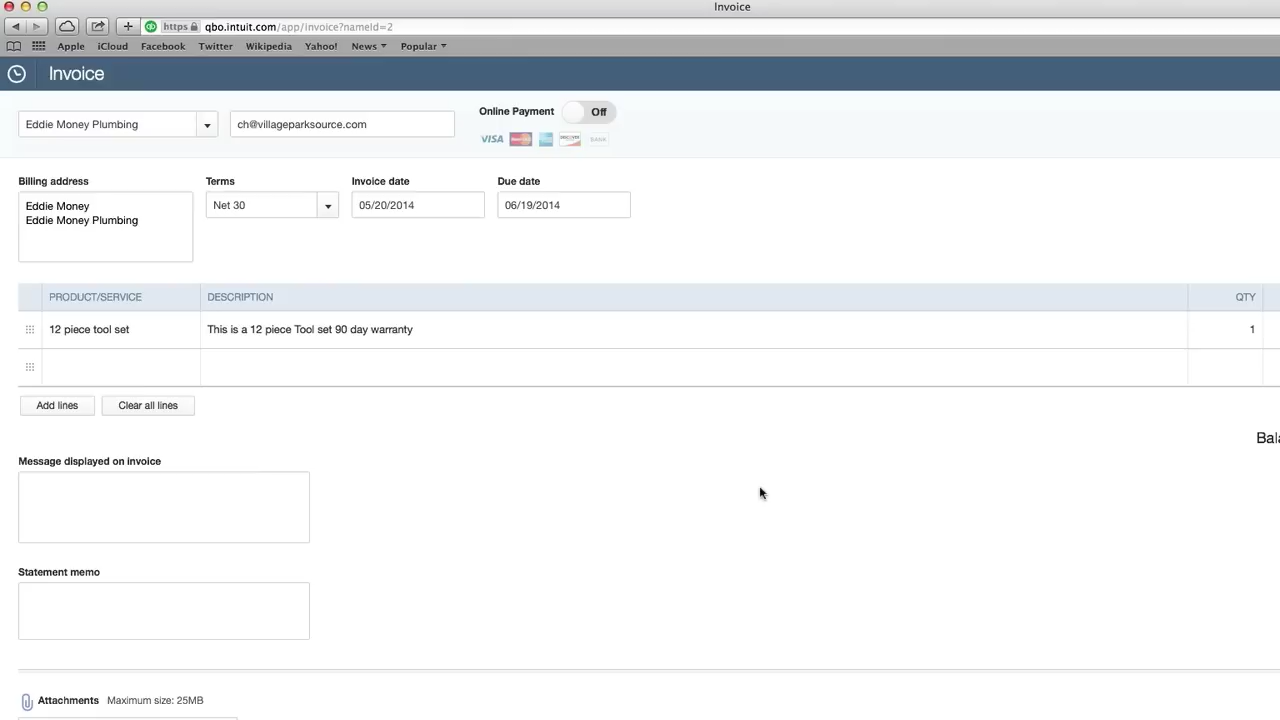 Invoice
https qbo.intuit.com/app/invoice?nameId=2
Apple iCloud Facebook Twitter Wikipedia Yahoo! News Popular
Invoice
Eddie Money Plumbing ch@villageparksource.com Online Payment Off
VISA MasterCard DISCOVER BANK
Billing address Terms Invoice date Due date
Eddie Money Net 30 05/20/2014 06/19/2014
Eddie Money Plumbing
PRODUCT/SERVICE DESCRIPTION QTY
12 piece tool set This is a 12 piece Tool set 90 day warranty 1
Add lines Clear all lines
Bala
Message displayed on invoice
Statement memo
Attachments Maximum size: 25MB